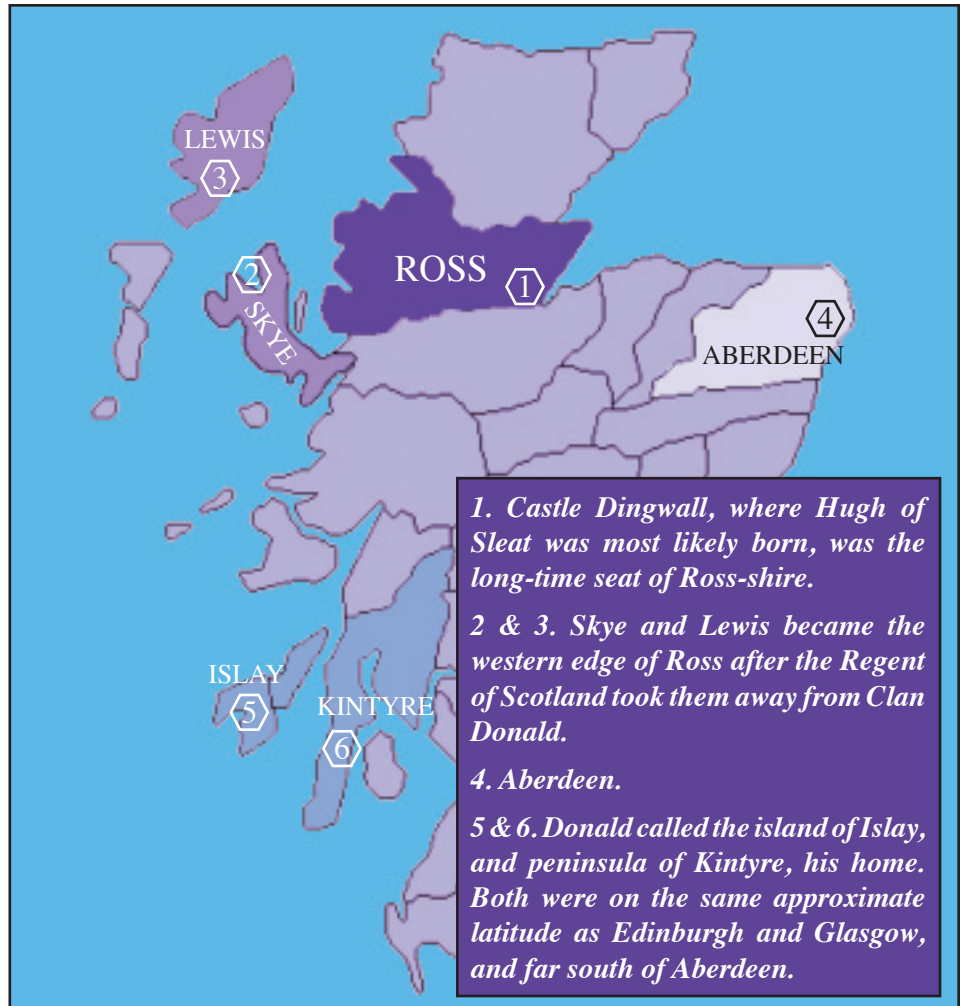 LEWIS
3
2
SKYE
ROSS
1
4
ABERDEEN
ISLAY
5
KINTYRE
6
1. Castle Dingwall, where Hugh of
Sleat was most likely born, was the
long-time seat of Ross-shire.
2 & 3. Skye and Lewis became the
western edge of Ross after the Regent
of Scotland took them away from Clan
Donald.
4. Aberdeen.
5 & 6. Donald called the island of Islay,
and peninsula of Kintyre, his home.
Both were on the same approximate
latitude as Edinburgh and Glasgow,
and far south of Aberdeen.